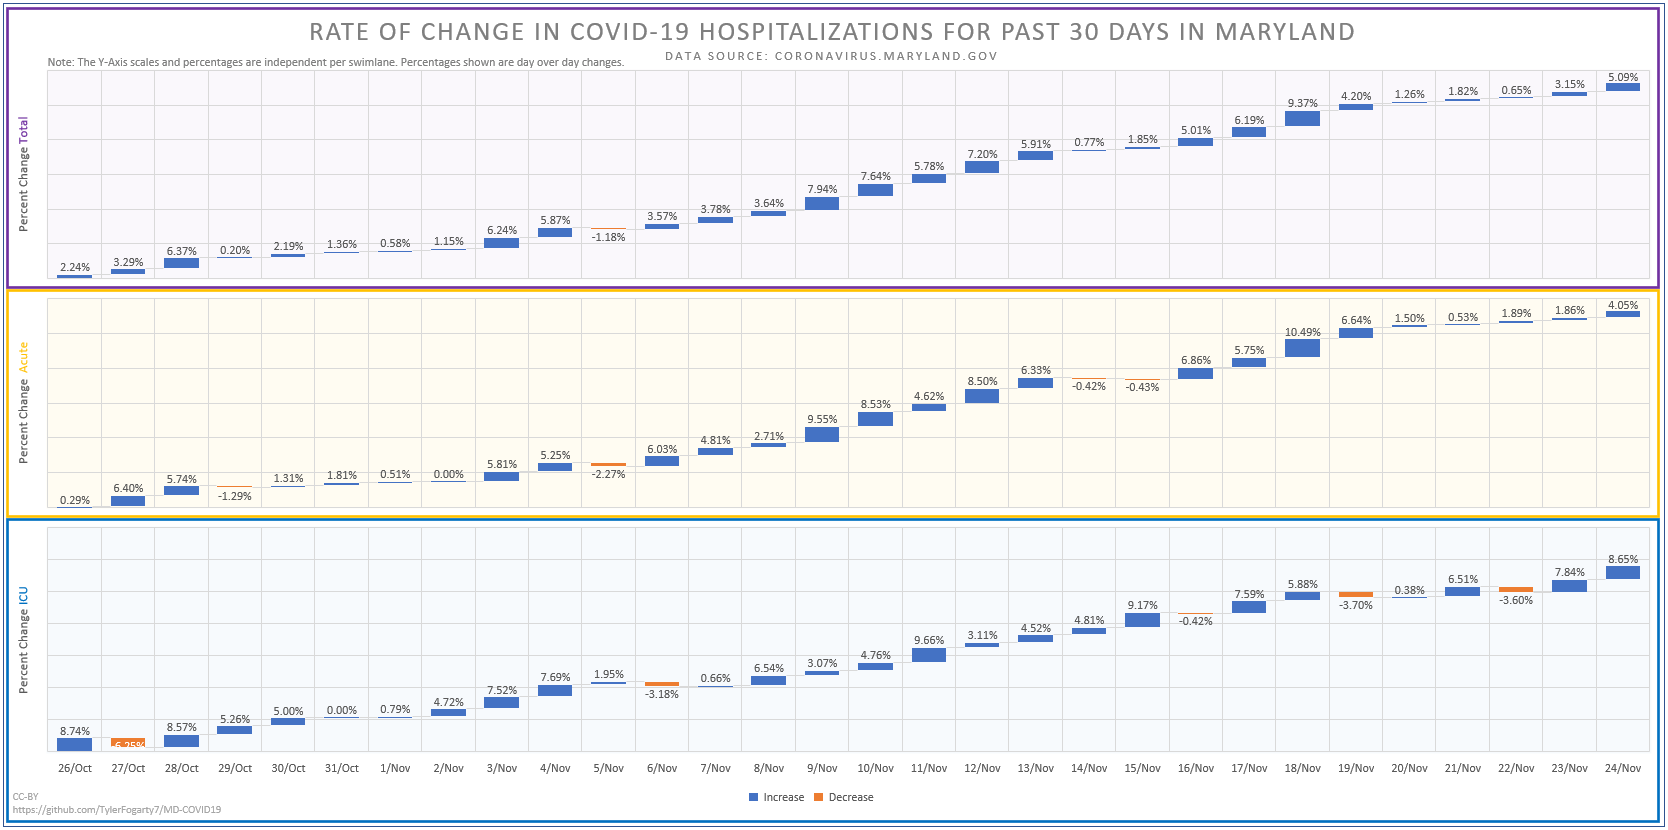 RATE OF CHANGE IN COVID-19 HOSPITALIZATIONS FOR PAST 30 DAYS IN MARYLAND
DATA SOURCE: CORONAVIRUS.MARYLAND.GOV
Note: The Y-Axis scales and percentages are independent per swimlane. Percentages shown are day over day changes.
Percent Change Total
2.24% 3.29% 6.37% 0.20% 2.19% 1.36% 0.58% 1.15% 6.24% 5.87% -1.18% 3.57% 3.78% 3.64% 7.94% 7.64% 5.78% 7.20% 5.91% 0.77% 1.85% 5.01% 6.19% 9.37% 4.20% 1.26% 1.82% 0.65% 3.15% 5.09%
Percent Change Acute
0.29% 6.40% 5.74% -1.29% 1.31% 1.81% 0.51% 0.00% 5.81% 5.25% -2.27% 6.03% 4.81% 2.71% 9.55% 8.53% 4.62% 8.50% 6.33% -0.42% -0.43% 6.86% 5.75% 10.49% 6.64% 1.50% 0.53% 1.89% 1.86% 4.05%
Percent Change ICU
8.74% -6.25% 8.57% 5.26% 5.00% 0.00% 0.79% 4.72% 7.52% 7.69% 1.95% -3.18% 0.66% 6.54% 3.07% 4.76% 9.66% 3.11% 4.52% 4.81% 9.17% -0.42% 7.59% 5.88% -3.70% 0.38% 6.51% -3.60% 7.84% 8.65%
26/Oct 27/Oct 28/Oct 29/Oct 30/Oct 31/Oct 1/Nov 2/Nov 3/Nov 4/Nov 5/Nov 6/Nov 7/Nov 8/Nov 9/Nov 10/Nov 11/Nov 12/Nov 13/Nov 14/Nov 15/Nov 16/Nov 17/Nov 18/Nov 19/Nov 20/Nov 21/Nov 22/Nov 23/Nov 24/Nov
Increase Decrease
CC-BY
https://github.com/TylerFogarty7/MD-COVID19